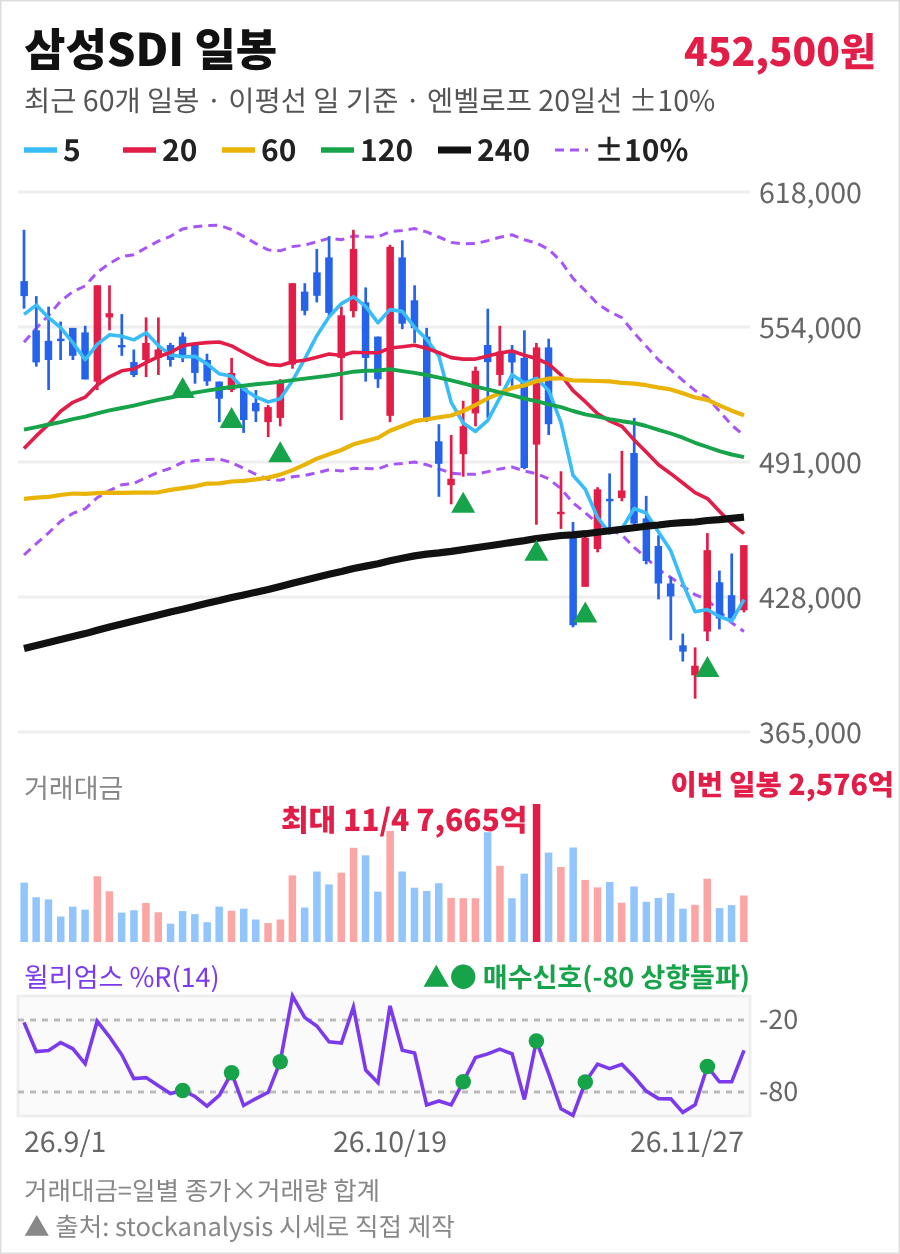 삼성SDI 일봉
452,500원
최근 60개 일봉 · 이평선 일 기준 · 엔벨로프 20일선 ±10%
5 20 60 120 240 ±10%
618,000
554,000
491,000
428,000
365,000
거래대금
이번 일봉 2,576억
최대 11/4 7,665억
윌리엄스 %R(14)
▲● 매수신호(-80 상향돌파)
-20
-80
26.9/1 26.10/19 26.11/27
거래대금=일별 종가×거래량 합계
▲ 출처: stockanalysis 시세로 직접 제작